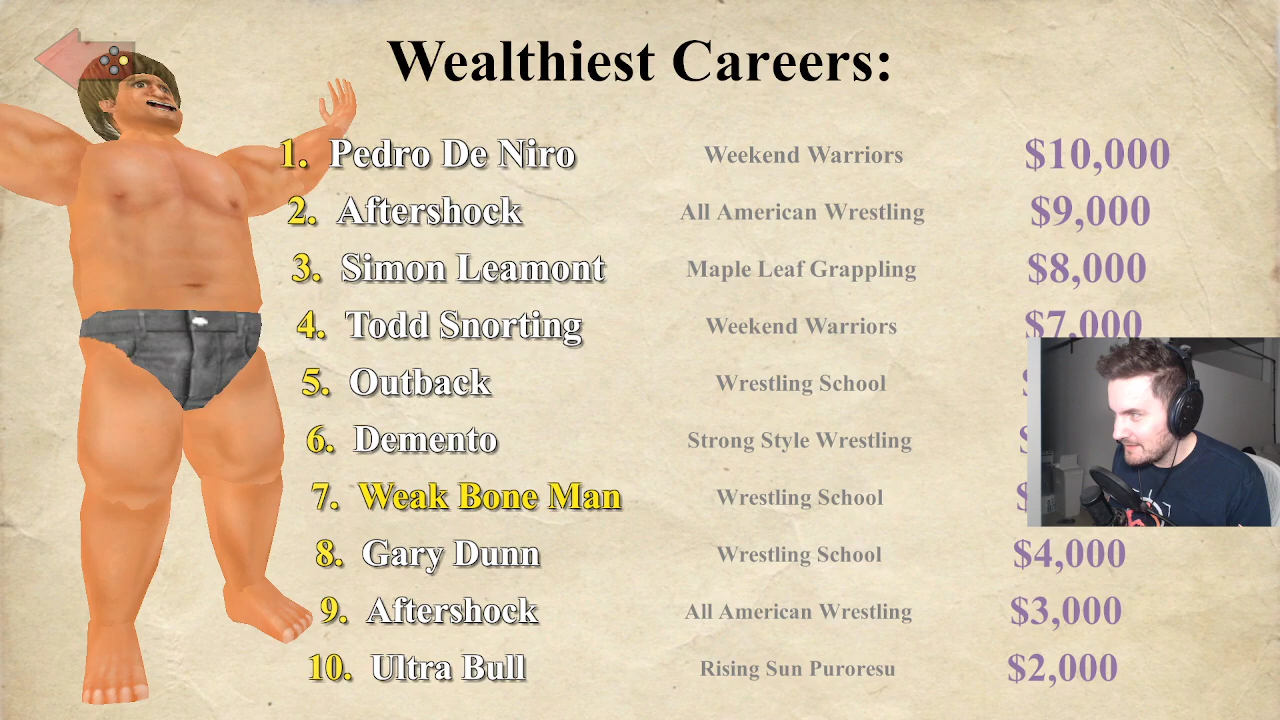 Wealthiest Careers:
1. Pedro De Niro Weekend Warriors $10,000
2. Aftershock All American Wrestling $9,000
3. Simon Leamont Maple Leaf Grappling $8,000
4. Todd Snorting Weekend Warriors $7,000
5. Outback Wrestling School
6. Demento Strong Style Wrestling
7. Weak Bone Man Wrestling School
8. Gary Dunn Wrestling School $4,000
9. Aftershock All American Wrestling $3,000
10. Ultra Bull Rising Sun Puroresu $2,000